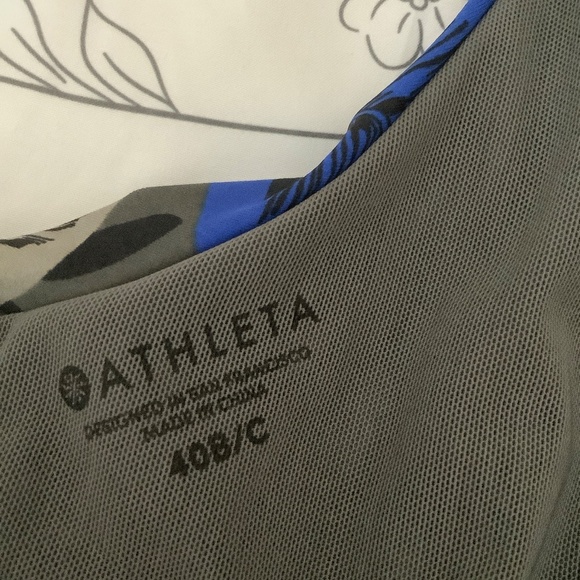 ATHLETA
DESIGNED IN SAN FRANCISCO
MADE IN CHINA
40B/C